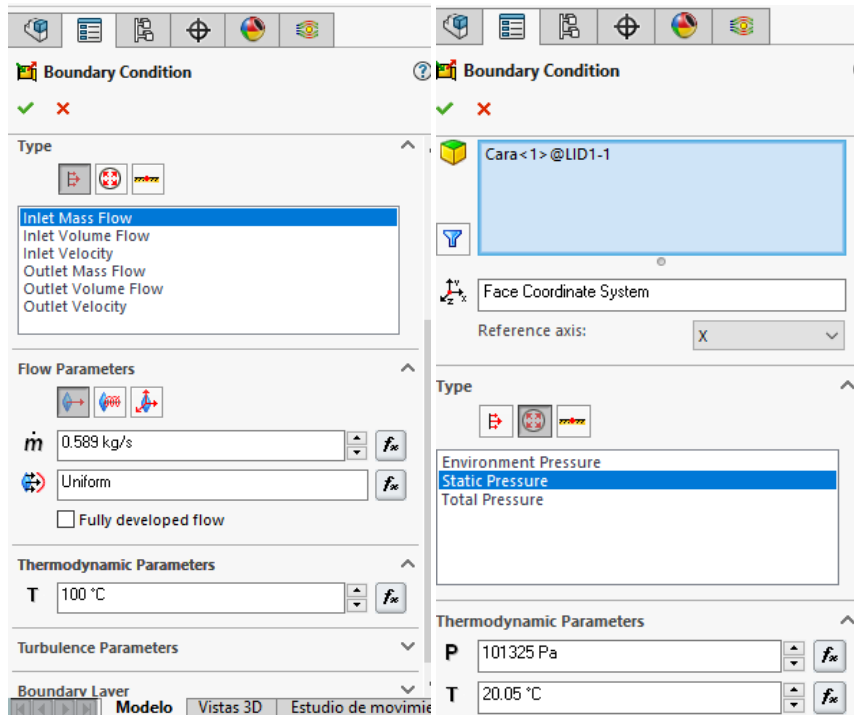 Boundary Condition
Type
Inlet Mass Flow
Inlet Volume Flow
Inlet Velocity
Outlet Mass Flow
Outlet Volume Flow
Outlet Velocity
Flow Parameters
ṁ 0.589 kg/s
Uniform
Fully developed flow
Thermodynamic Parameters
T 100 °C
Turbulence Parameters
Boundary Layer
Modelo Vistas 3D Estudio de movimie
Boundary Condition
Cara<1>@LID1-1
Face Coordinate System
Reference axis: X
Type
Environment Pressure
Static Pressure
Total Pressure
Thermodynamic Parameters
P 101325 Pa
T 20.05 °C